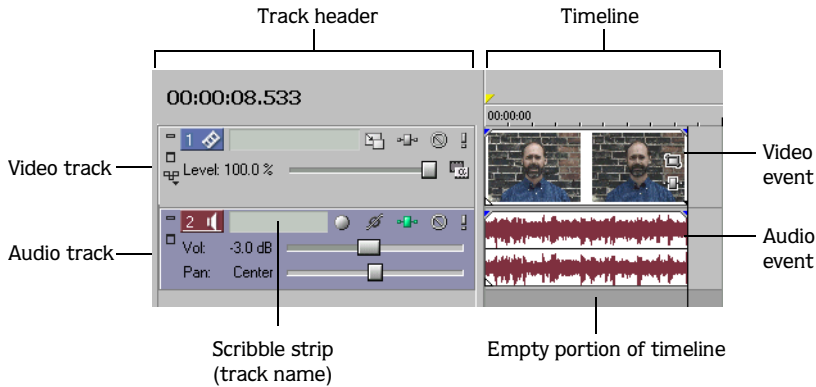 Track header
Timeline
00:00:08.533
00:00:00
1
Level: 100.0 %
Video track
Video
event
2
Vol: -3.0 dB
Pan: Center
Audio track
Audio
event
Scribble strip
(track name)
Empty portion of timeline